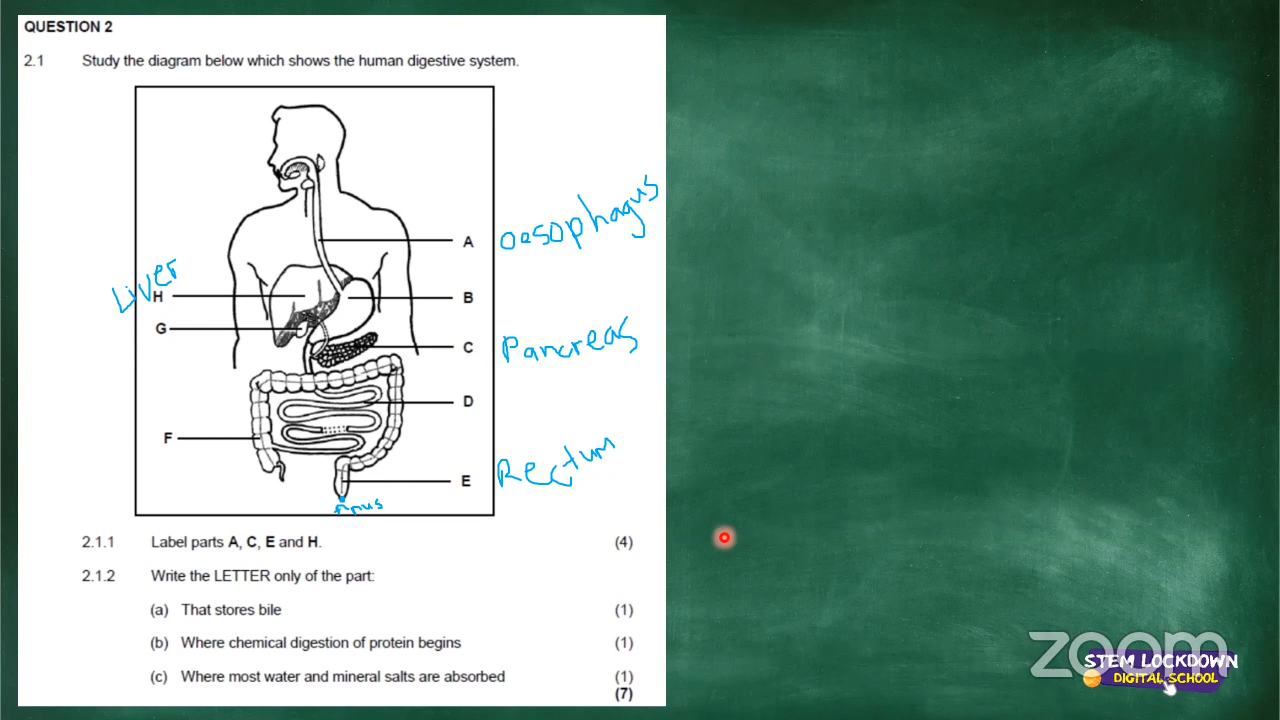 QUESTION 2
2.1 Study the diagram below which shows the human digestive system.
A oesophagus
Liver
H
B
G
C Pancreas
D
F
E Rectum
Anus
2.1.1 Label parts A, C, E and H. (4)
2.1.2 Write the LETTER only of the part:
(a) That stores bile (1)
(b) Where chemical digestion of protein begins (1)
(c) Where most water and mineral salts are absorbed (1)
(7)
zoom
STEM LOCKDOWN
DIGITAL SCHOOL